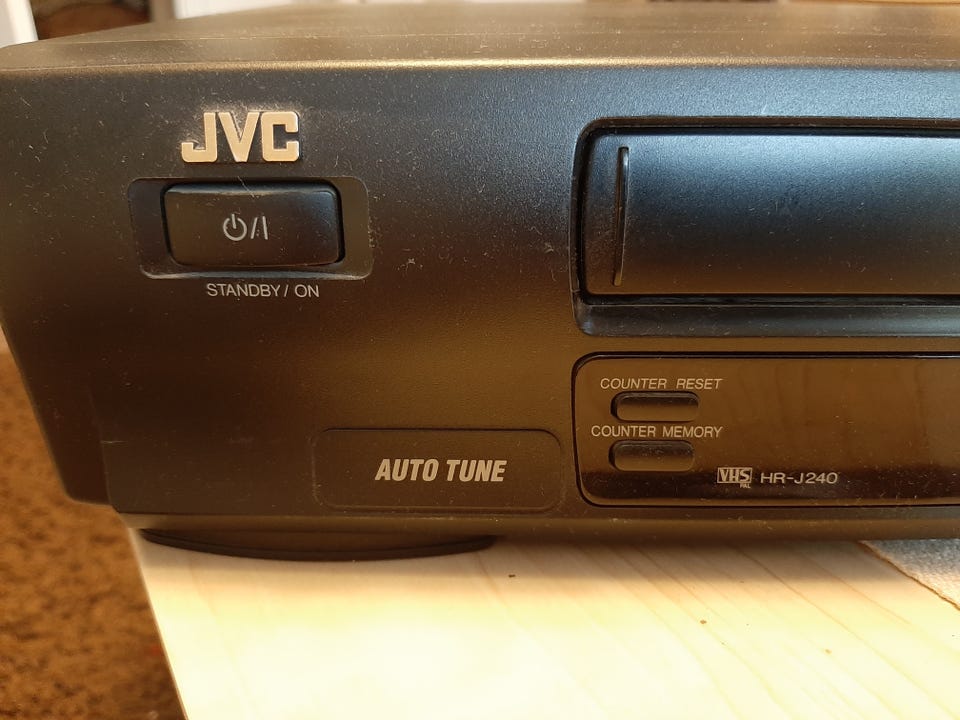 JVC
⏻/I
STANDBY / ON
COUNTER RESET
COUNTER MEMORY
AUTO TUNE
VHS HR-J240
PAL